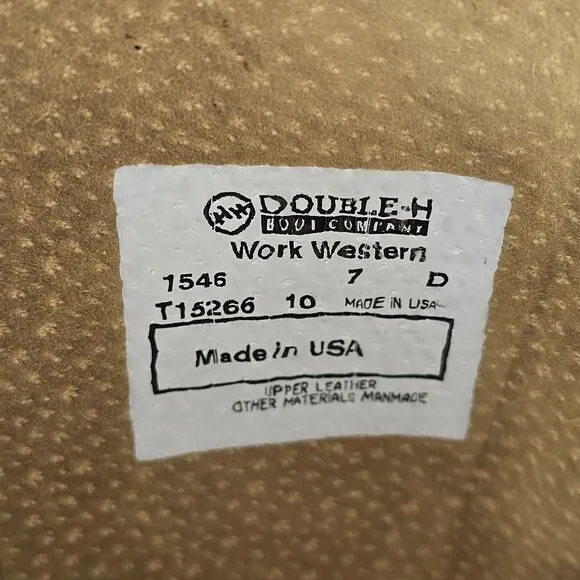 HH DOUBLE-H
BOOT COMPANY
Work Western
1546 7 D
T15266 10 MADE IN USA
Made in USA
UPPER LEATHER
OTHER MATERIALS MANMADE